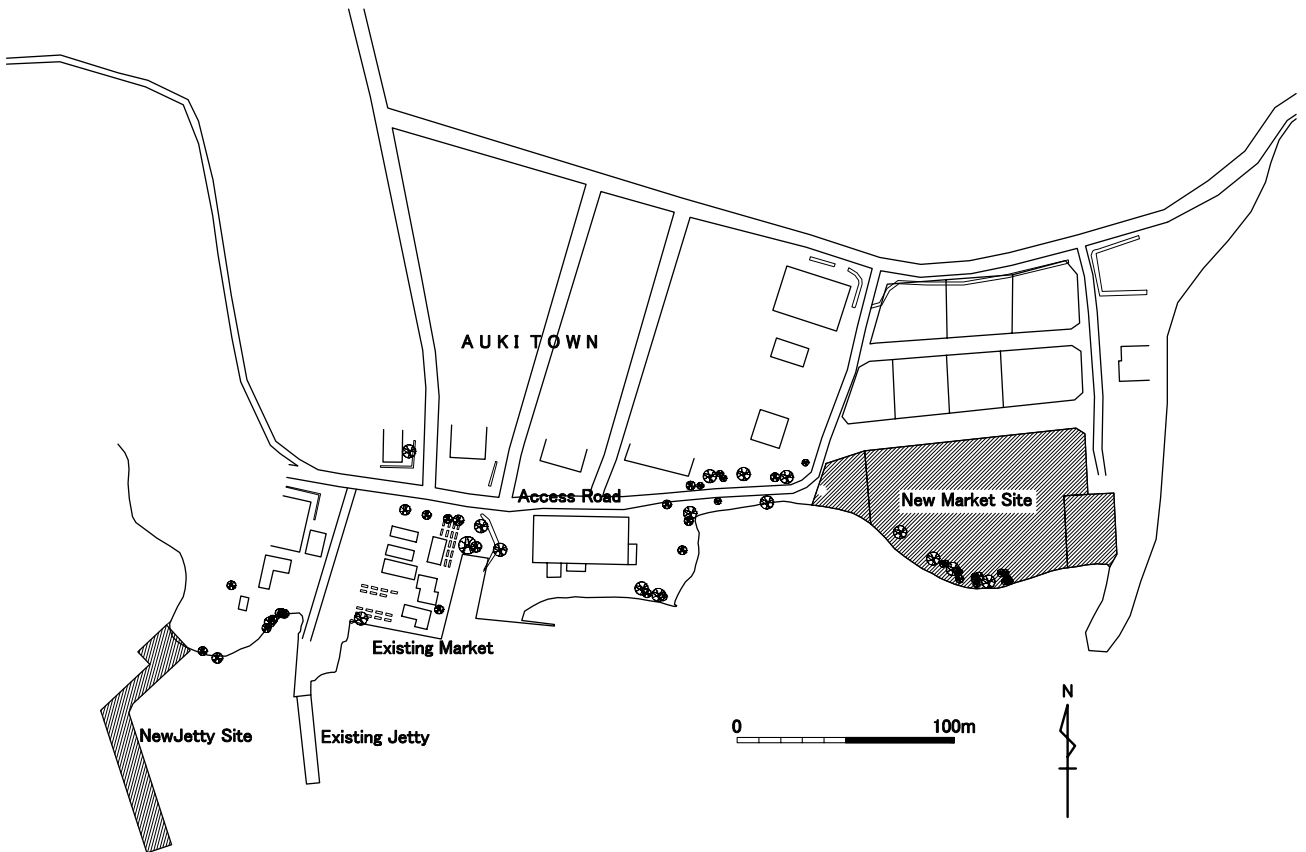 AUKI TOWN
Access Road
New Market Site
Existing Market
NewJetty Site
Existing Jetty
0 100m
N